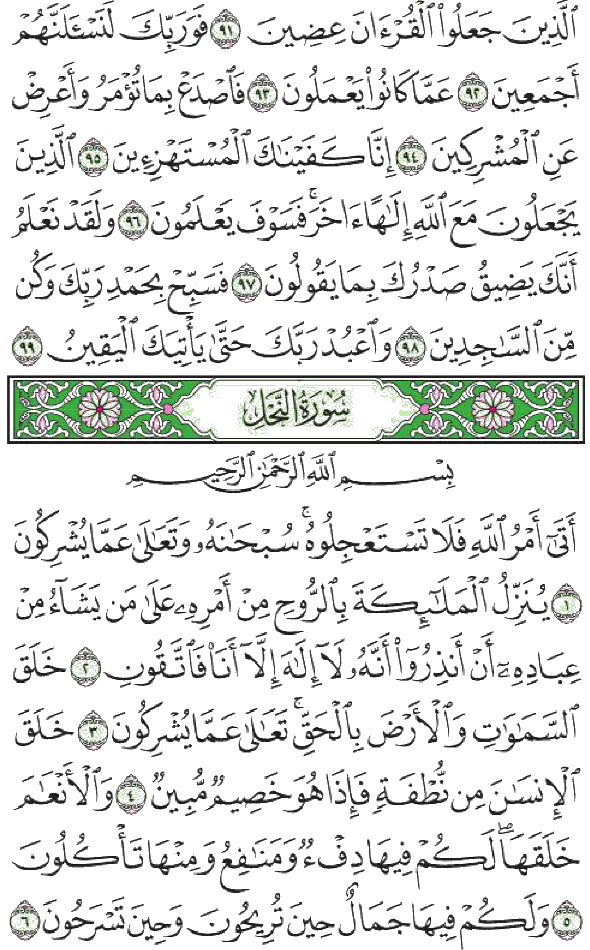 ٱلَّذِينَ جَعَلُوا۟ ٱلْقُرْءَانَ عِضِينَ ٩١ فَوَرَبِّكَ لَنَسْـَٔلَنَّهُمْ
أَجْمَعِينَ ٩٢ عَمَّا كَانُوا۟ يَعْمَلُونَ ٩٣ فَٱصْدَعْ بِمَا تُؤْمَرُ وَأَعْرِضْ
عَنِ ٱلْمُشْرِكِينَ ٩٤ إِنَّا كَفَيْنَـٰكَ ٱلْمُسْتَهْزِءِينَ ٩٥ ٱلَّذِينَ
يَجْعَلُونَ مَعَ ٱللَّهِ إِلَـٰهًا ءَاخَرَ ۚ فَسَوْفَ يَعْلَمُونَ ٩٦ وَلَقَدْ نَعْلَمُ
أَنَّكَ يَضِيقُ صَدْرُكَ بِمَا يَقُولُونَ ٩٧ فَسَبِّحْ بِحَمْدِ رَبِّكَ وَكُن
مِّنَ ٱلسَّـٰجِدِينَ ٩٨ وَٱعْبُدْ رَبَّكَ حَتَّىٰ يَأْتِيَكَ ٱلْيَقِينُ ٩٩
سُورَةُ النَّحْلِ
بِسْمِ ٱللَّهِ ٱلرَّحْمَـٰنِ ٱلرَّحِيمِ
أَتَىٰٓ أَمْرُ ٱللَّهِ فَلَا تَسْتَعْجِلُوهُ ۚ سُبْحَـٰنَهُۥ وَتَعَـٰلَىٰ عَمَّا يُشْرِكُونَ
١ يُنَزِّلُ ٱلْمَلَـٰٓئِكَةَ بِٱلرُّوحِ مِنْ أَمْرِهِۦ عَلَىٰ مَن يَشَآءُ مِنْ
عِبَادِهِۦٓ أَنْ أَنذِرُوٓا۟ أَنَّهُۥ لَآ إِلَـٰهَ إِلَّآ أَنَا۠ فَٱتَّقُونِ ٢ خَلَقَ
ٱلسَّمَـٰوَٰتِ وَٱلْأَرْضَ بِٱلْحَقِّ ۚ تَعَـٰلَىٰ عَمَّا يُشْرِكُونَ ٣ خَلَقَ
ٱلْإِنسَـٰنَ مِن نُّطْفَةٍ فَإِذَا هُوَ خَصِيمٌ مُّبِينٌ ٤ وَٱلْأَنْعَـٰمَ
خَلَقَهَا ۗ لَكُمْ فِيهَا دِفْءٌ وَمَنَـٰفِعُ وَمِنْهَا تَأْكُلُونَ
٥ وَلَكُمْ فِيهَا جَمَالٌ حِينَ تُرِيحُونَ وَحِينَ تَسْرَحُونَ ٦